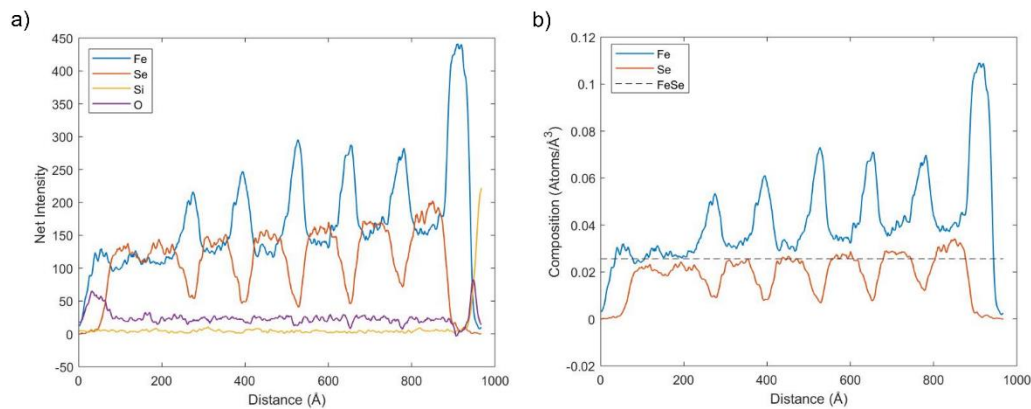 a)
450
400
350
300
250
200
150
100
50
0
-50
Net Intensity
Fe
Se
Si
O
0 200 400 600 800 1000
Distance (Å)
b)
0.12
0.1
0.08
0.06
0.04
0.02
0
-0.02
Composition (Atoms/Å³)
Fe
Se
FeSe
0 200 400 600 800 1000
Distance (Å)